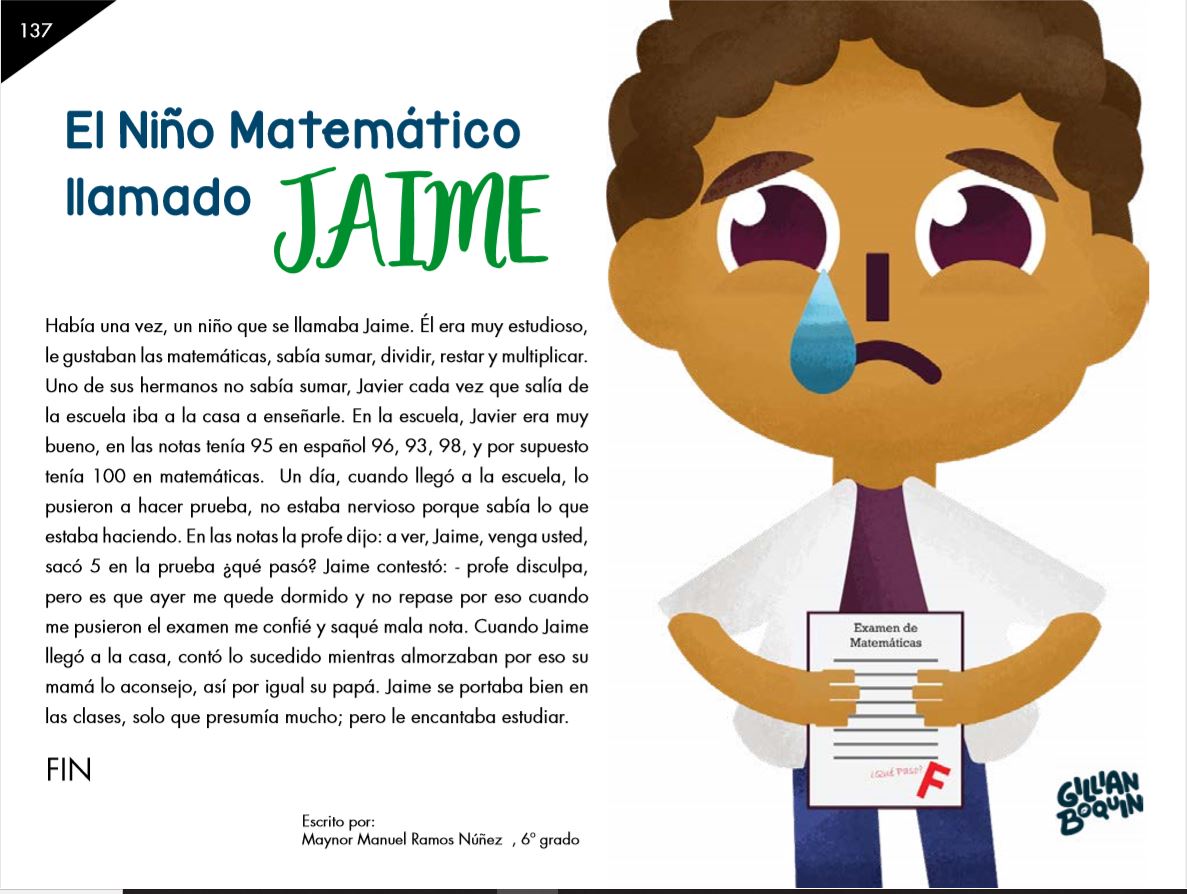 137
El Niño Matemático
llamado JAIME
Había una vez, un niño que se llamaba Jaime. Él era muy estudioso,
le gustaban las matemáticas, sabía sumar, dividir, restar y multiplicar.
Uno de sus hermanos no sabía sumar, Javier cada vez que salía de
la escuela iba a la casa a enseñarle. En la escuela, Javier era muy
bueno, en las notas tenía 95 en español 96, 93, 98, y por supuesto
tenía 100 en matemáticas. Un día, cuando llegó a la escuela, lo
pusieron a hacer prueba, no estaba nervioso porque sabía lo que
estaba haciendo. En las notas la profe dijo: a ver, Jaime, venga usted,
sacó 5 en la prueba ¿qué pasó? Jaime contestó: - profe disculpa,
pero es que ayer me quede dormido y no repase por eso cuando
me pusieron el examen me confié y saqué mala nota. Cuando Jaime
llegó a la casa, contó lo sucedido mientras almorzaban por eso su
mamá lo aconsejo, así por igual su papá. Jaime se portaba bien en
las clases, solo que presumía mucho; pero le encantaba estudiar.
FIN
Escrito por:
Maynor Manuel Ramos Núñez , 6º grado
Examen de
Matemáticas
¿Qué Paso? F
GILLIAN
BOQUIN